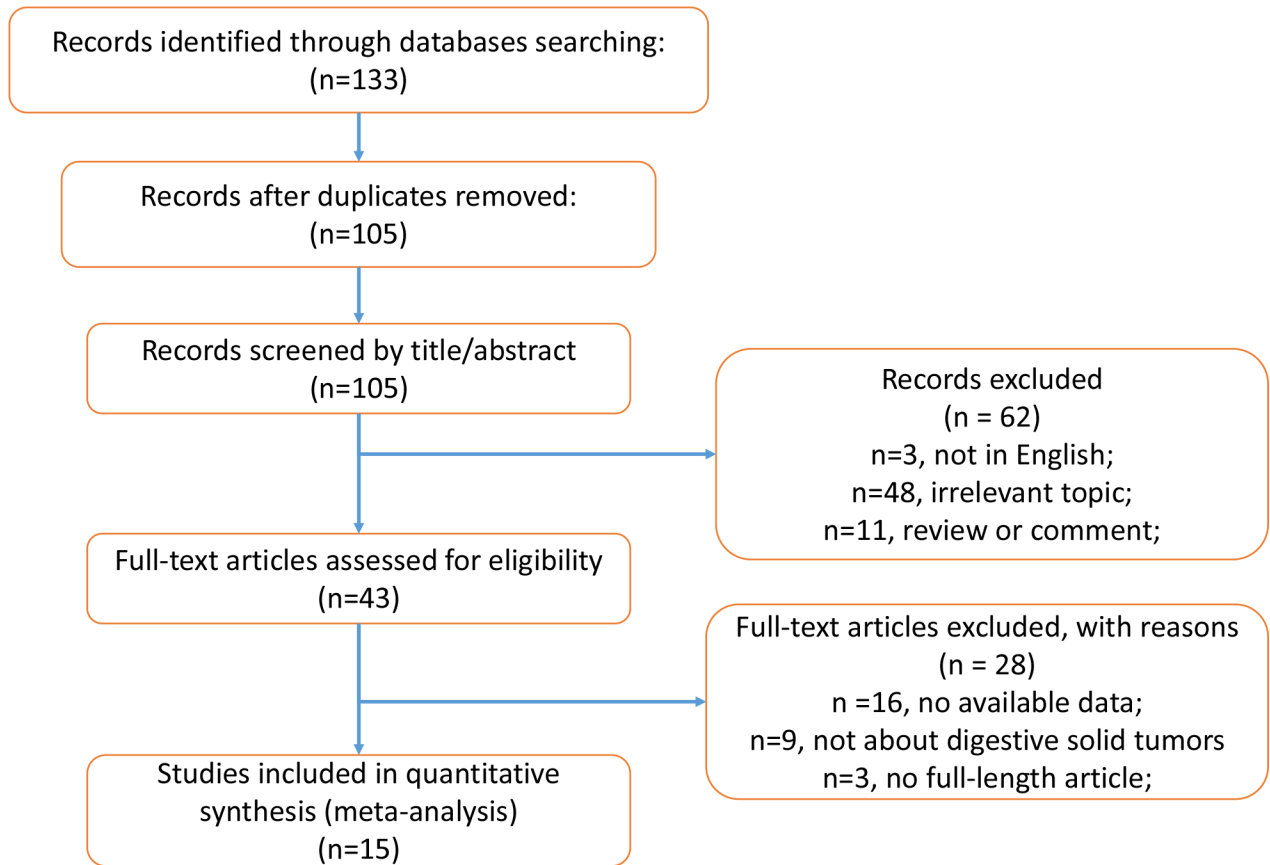 Records identified through databases searching:
(n=133)
Records after duplicates removed:
(n=105)
Records screened by title/abstract
(n=105)
Records excluded
(n = 62)
n=3, not in English;
n=48, irrelevant topic;
n=11, review or comment;
Full-text articles assessed for eligibility
(n=43)
Full-text articles excluded, with reasons
(n = 28)
n =16, no available data;
n=9, not about digestive solid tumors
n=3, no full-length article;
Studies included in quantitative
synthesis (meta-analysis)
(n=15)